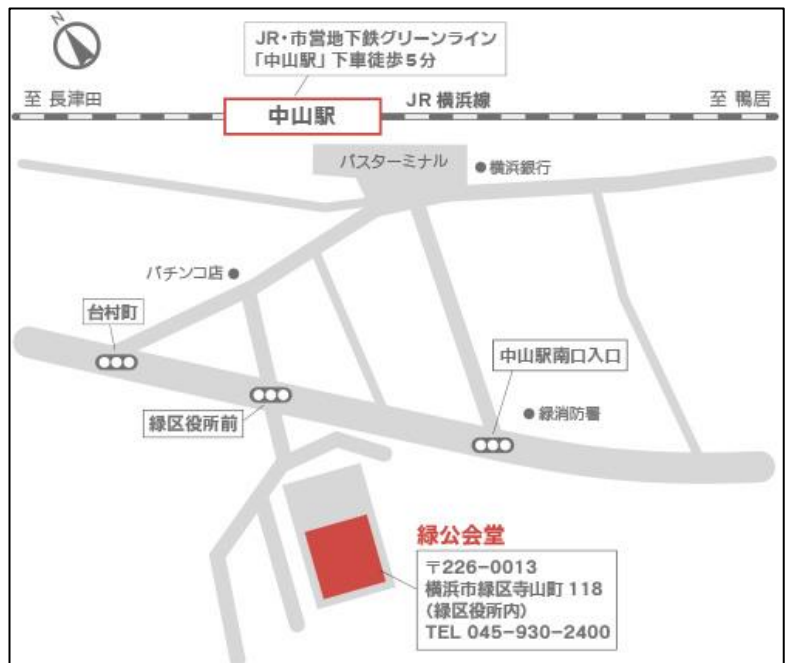 N
JR・市営地下鉄グリーンライン
「中山駅」下車徒歩5分
至 長津田
中山駅
JR 横浜線
至 鴨居
バスターミナル
横浜銀行
パチンコ店
台村町
中山駅南口入口
緑区役所前
緑消防署
緑公会堂
〒226-0013
横浜市緑区寺山町 118
(緑区役所内)
TEL 045-930-2400